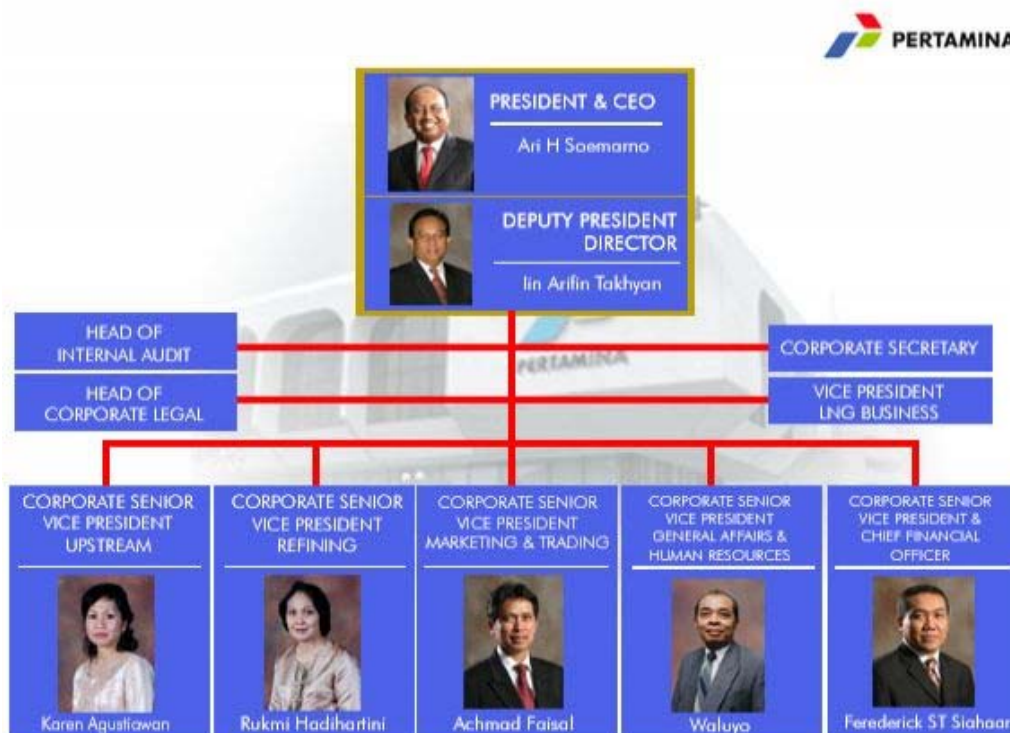 PERTAMINA
PRESIDENT & CEO
Ari H Soemarno
DEPUTY PRESIDENT
DIRECTOR
Iin Arifin Takhyan
HEAD OF
INTERNAL AUDIT
CORPORATE SECRETARY
PERTAMINA
HEAD OF
CORPORATE LEGAL
VICE PRESIDENT
LNG BUSINESS
CORPORATE SENIOR
VICE PRESIDENT
UPSTREAM
Karen Agustiawan
CORPORATE SENIOR
VICE PRESIDENT
REFINING
Rukmi Hadihartini
CORPORATE SENIOR
VICE PRESIDENT
MARKETING & TRADING
Achmad Faisal
CORPORATE SENIOR
VICE PRESIDENT
GENERAL AFFAIRS &
HUMAN RESOURCES
Waluyo
CORPORATE SENIOR
VICE PRESIDENT &
CHIEF FINANCIAL
OFFICER
Ferederick ST Siahaan